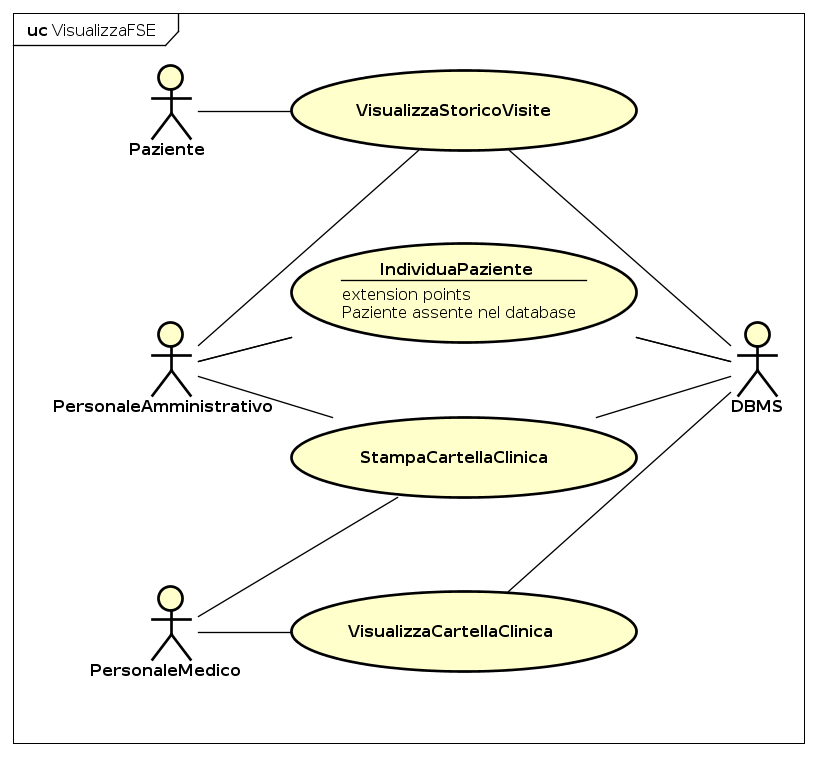 uc VisualizzaFSE
VisualizzaStoricoVisite
Paziente
IndividuaPaziente
extension points
Paziente assente nel database
PersonaleAmministrativo
DBMS
StampaCartellaClinica
VisualizzaCartellaClinica
PersonaleMedico